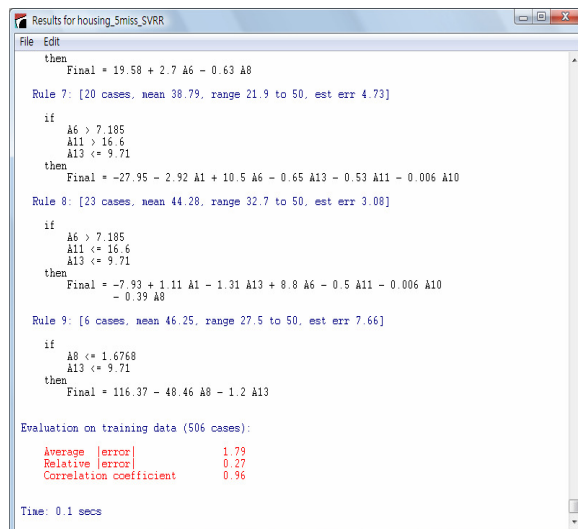 Results for housing_5miss_SVRR
File Edit
then
Final = 19.58 + 2.7 A6 - 0.63 A8
Rule 7: [20 cases, mean 38.79, range 21.9 to 50, est err 4.73]
if
A6 > 7.185
A11 > 16.6
A13 <= 9.71
then
Final = -27.95 - 2.92 A1 + 10.5 A6 - 0.65 A13 - 0.53 A11 - 0.006 A10
Rule 8: [23 cases, mean 44.28, range 32.7 to 50, est err 3.08]
if
A6 > 7.185
A11 <= 16.6
A13 <= 9.71
then
Final = -7.93 + 1.11 A1 - 1.31 A13 + 8.8 A6 - 0.5 A11 - 0.006 A10
- 0.39 A8
Rule 9: [6 cases, mean 46.25, range 27.5 to 50, est err 7.66]
if
A8 <= 1.6768
A13 <= 9.71
then
Final = 116.37 - 48.46 A8 - 1.2 A13
Evaluation on training data (506 cases):
Average |error| 1.79
Relative |error| 0.27
Correlation coefficient 0.96
Time: 0.1 secs